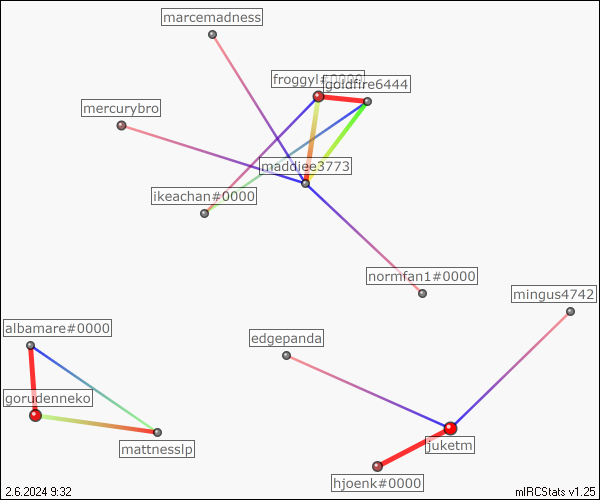 marcemadness
froggyl#0000
goldfire6444
mercurybro
maddiee3773
ikeachan#0000
normfan1#0000
mingus4742
albamare#0000
edgepanda
gorudenneko
mattnesslp
juketm
hjoenk#0000
2.6.2024 9:32
mIRCStats v1.25